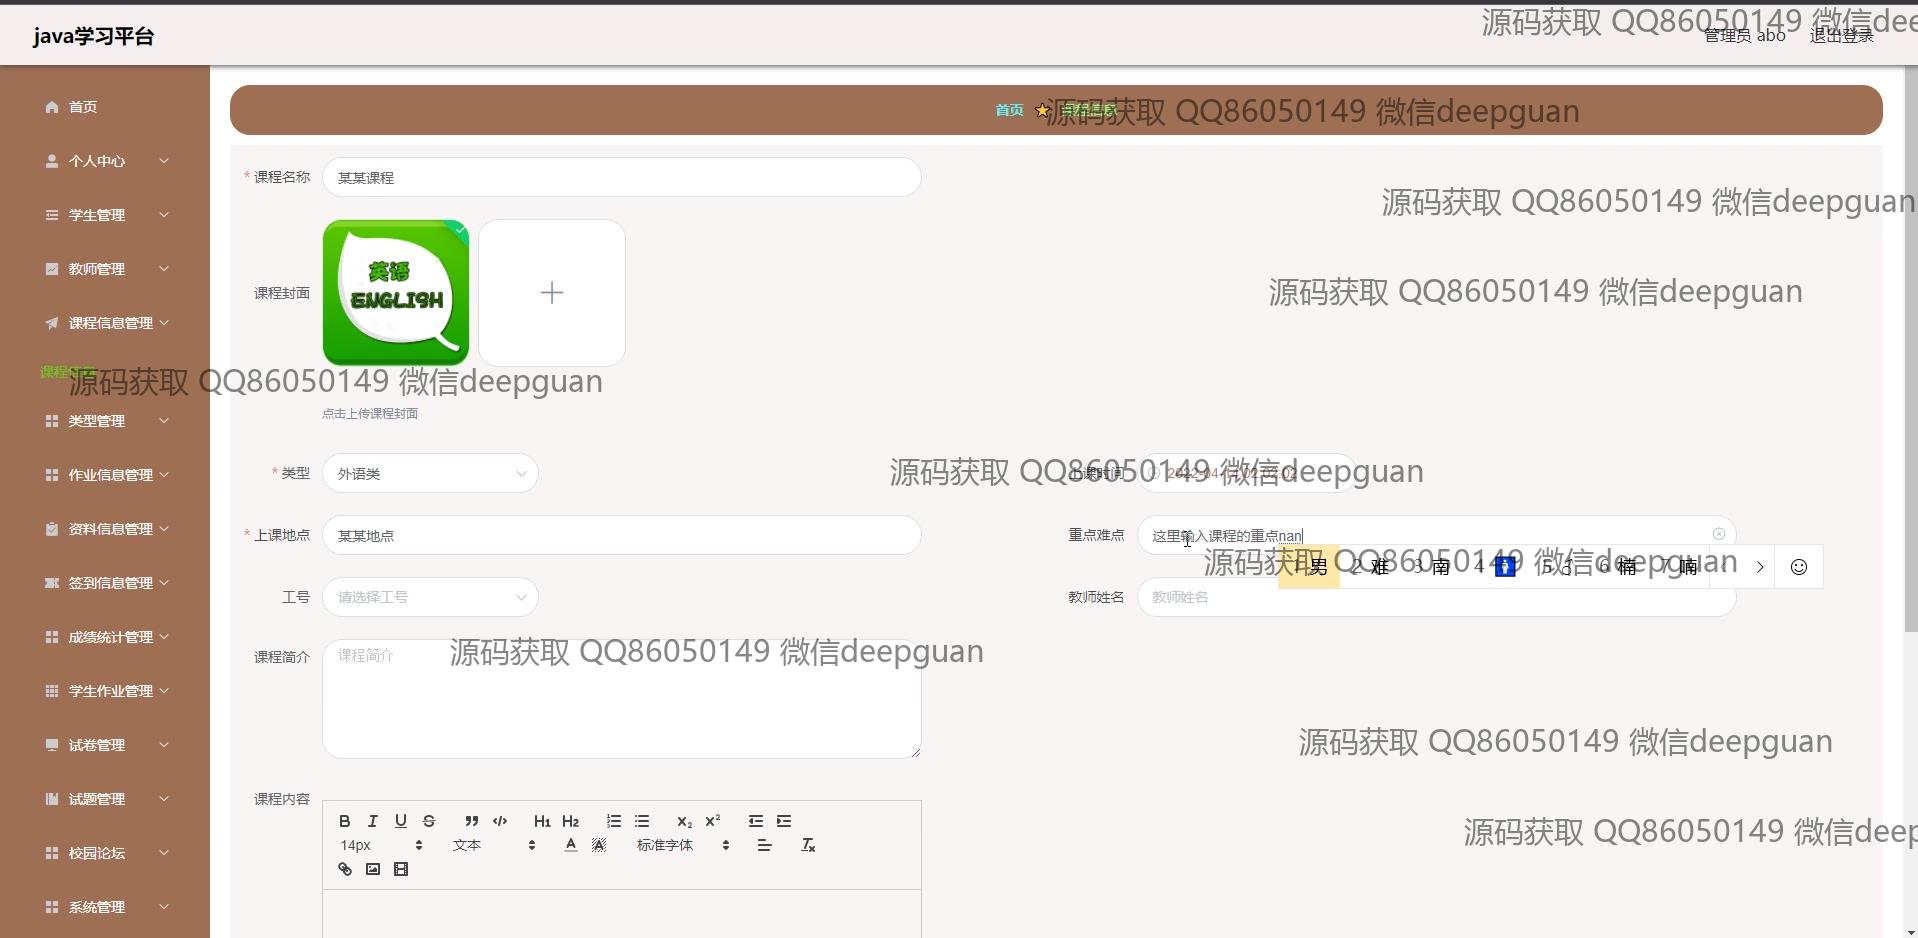 java学习平台
源码获取 QQ86050149 微信dee
管理员 abo 退出登录
首页
个人中心
学生管理
教师管理
课程信息管理
类型管理
作业信息管理
资料信息管理
签到信息管理
成绩统计管理
学生作业管理
试卷管理
试题管理
校园论坛
系统管理
首页
源码获取 QQ86050149 微信deepguan
* 课程名称 某某课程
源码获取 QQ86050149 微信deepguan
课程封面
英语
ENGLISH
源码获取 QQ86050149 微信deepguan
源码获取 QQ86050149 微信deepguan
点击上传课程封面
* 类型 外语类
上课时间 2022-04-14 02:02:02
源码获取 QQ86050149 微信deepguan
* 上课地点 某某地点
重点难点 这里输入课程的重点nan
1 男 2 难 3 南 4 5 3 6 楠 7 喃
源码获取 QQ86050149 微信deepguan
工号 请选择工号
教师姓名 教师姓名
课程简介 课程简介
源码获取 QQ86050149 微信deepguan
源码获取 QQ86050149 微信deepguan
课程内容
B I U S H1 H2 X2 X2
14px 文本 A A 标准字体 Tx
源码获取 QQ86050149 微信deep